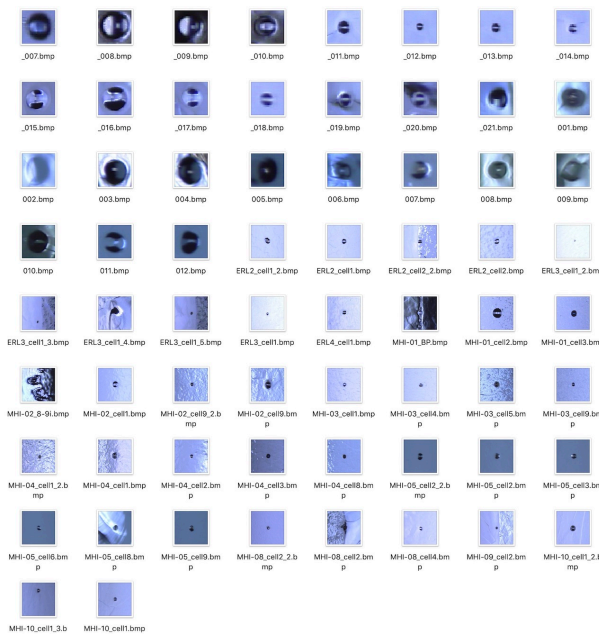 _007.bmp _008.bmp _009.bmp _010.bmp _011.bmp _012.bmp _013.bmp _014.bmp
_015.bmp _016.bmp _017.bmp _018.bmp _019.bmp _020.bmp _021.bmp 001.bmp
002.bmp 003.bmp 004.bmp 005.bmp 006.bmp 007.bmp 008.bmp 009.bmp
010.bmp 011.bmp 012.bmp ERL2_cell1_2.bmp ERL2_cell1.bmp ERL2_cell2_2.bmp ERL2_cell2.bmp ERL3_cell1_2.bm
ERL3_cell1_3.bmp ERL3_cell1_4.bmp ERL3_cell1_5.bmp ERL3_cell1.bmp ERL4_cell1.bmp MHI-01_BP.bmp MHI-01_cell2.bmp MHI-01_cell3.bm
MHI-02_8-9i.bmp MHI-02_cell1.bmp MHI-02_cell9_2.b MHI-02_cell9.bm MHI-03_cell1.bmp MHI-03_cell4.bm MHI-03_cell5.bm MHI-03_cell9.bm
mp p p p p
MHI-04_cell1_2.b MHI-04_cell1.bmp MHI-04_cell2.bm MHI-04_cell3.bm MHI-04_cell8.bm MHI-05_cell2_2.b MHI-05_cell2.bm MHI-05_cell3.bm
mp p p p mp p p
MHI-05_cell6.bm MHI-05_cell8.bm MHI-05_cell9.bm MHI-08_cell2_2.b MHI-08_cell2.bm MHI-08_cell4.bm MHI-09_cell2.bm MHI-10_cell1_2.b
p p p mp p p p mp
MHI-10_cell1_3.b MHI-10_cell1.bmp